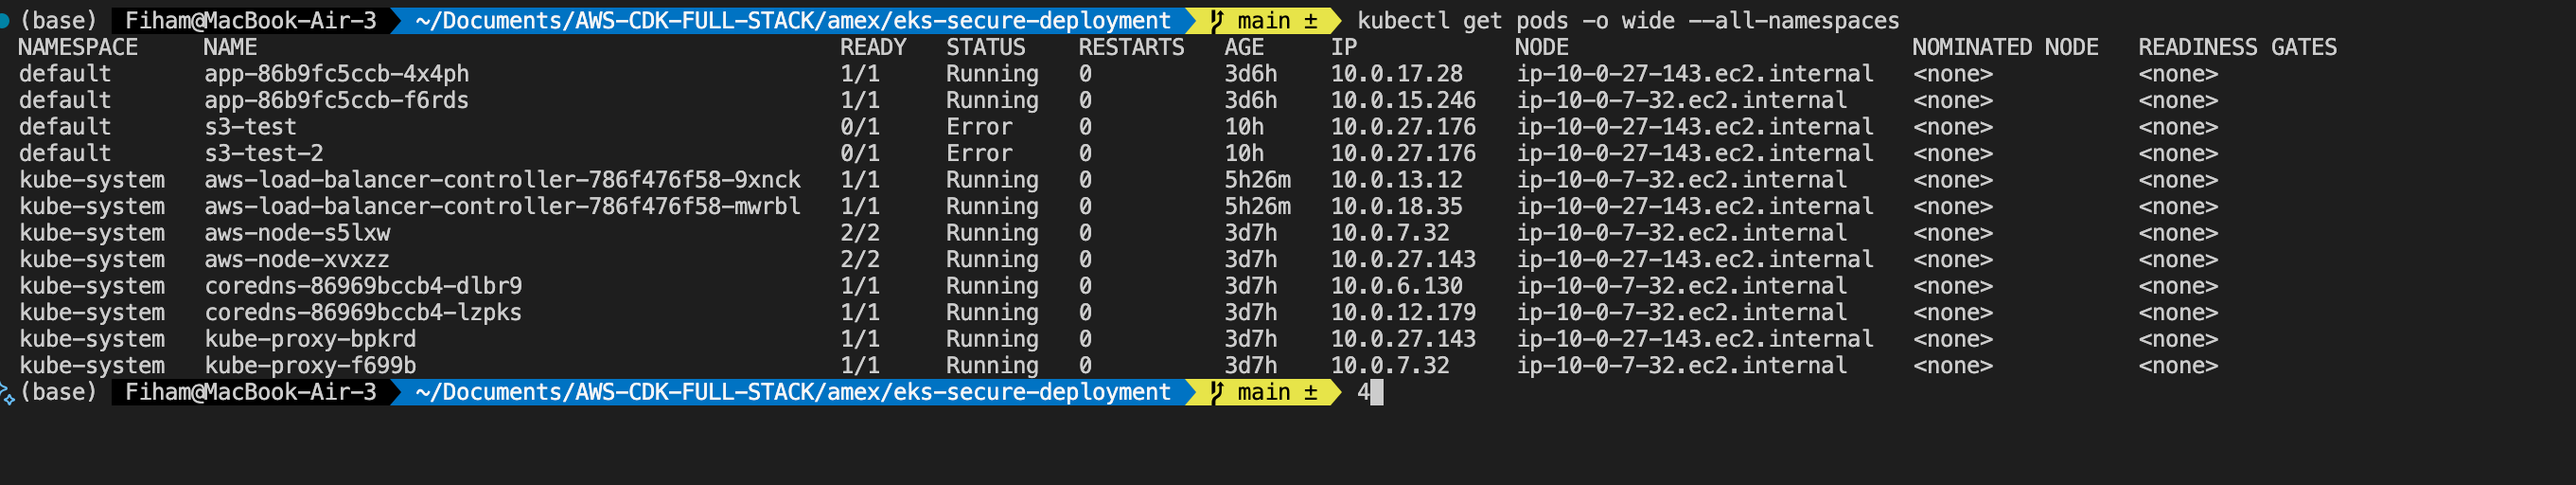 (base) Fiham@MacBook-Air-3 ~/Documents/AWS-CDK-FULL-STACK/amex/eks-secure-deployment main ± kubectl get pods -o wide --all-namespaces
NAMESPACE NAME READY STATUS RESTARTS AGE IP NODE NOMINATED NODE READINESS GATES
default app-86b9fc5ccb-4x4ph 1/1 Running 0 3d6h 10.0.17.28 ip-10-0-27-143.ec2.internal <none> <none>
default app-86b9fc5ccb-f6rds 1/1 Running 0 3d6h 10.0.15.246 ip-10-0-7-32.ec2.internal <none> <none>
default s3-test 0/1 Error 0 10h 10.0.27.176 ip-10-0-27-143.ec2.internal <none> <none>
default s3-test-2 0/1 Error 0 10h 10.0.27.176 ip-10-0-27-143.ec2.internal <none> <none>
kube-system aws-load-balancer-controller-786f476f58-9xnck 1/1 Running 0 5h26m 10.0.13.12 ip-10-0-7-32.ec2.internal <none> <none>
kube-system aws-load-balancer-controller-786f476f58-mwrbl 1/1 Running 0 5h26m 10.0.18.35 ip-10-0-27-143.ec2.internal <none> <none>
kube-system aws-node-s5lxw 2/2 Running 0 3d7h 10.0.7.32 ip-10-0-7-32.ec2.internal <none> <none>
kube-system aws-node-xvxzz 2/2 Running 0 3d7h 10.0.27.143 ip-10-0-27-143.ec2.internal <none> <none>
kube-system coredns-86969bccb4-dlbr9 1/1 Running 0 3d7h 10.0.6.130 ip-10-0-7-32.ec2.internal <none> <none>
kube-system coredns-86969bccb4-lzpks 1/1 Running 0 3d7h 10.0.12.179 ip-10-0-7-32.ec2.internal <none> <none>
kube-system kube-proxy-bpkrd 1/1 Running 0 3d7h 10.0.27.143 ip-10-0-27-143.ec2.internal <none> <none>
kube-system kube-proxy-f699b 1/1 Running 0 3d7h 10.0.7.32 ip-10-0-7-32.ec2.internal <none> <none>
(base) Fiham@MacBook-Air-3 ~/Documents/AWS-CDK-FULL-STACK/amex/eks-secure-deployment main ± 4